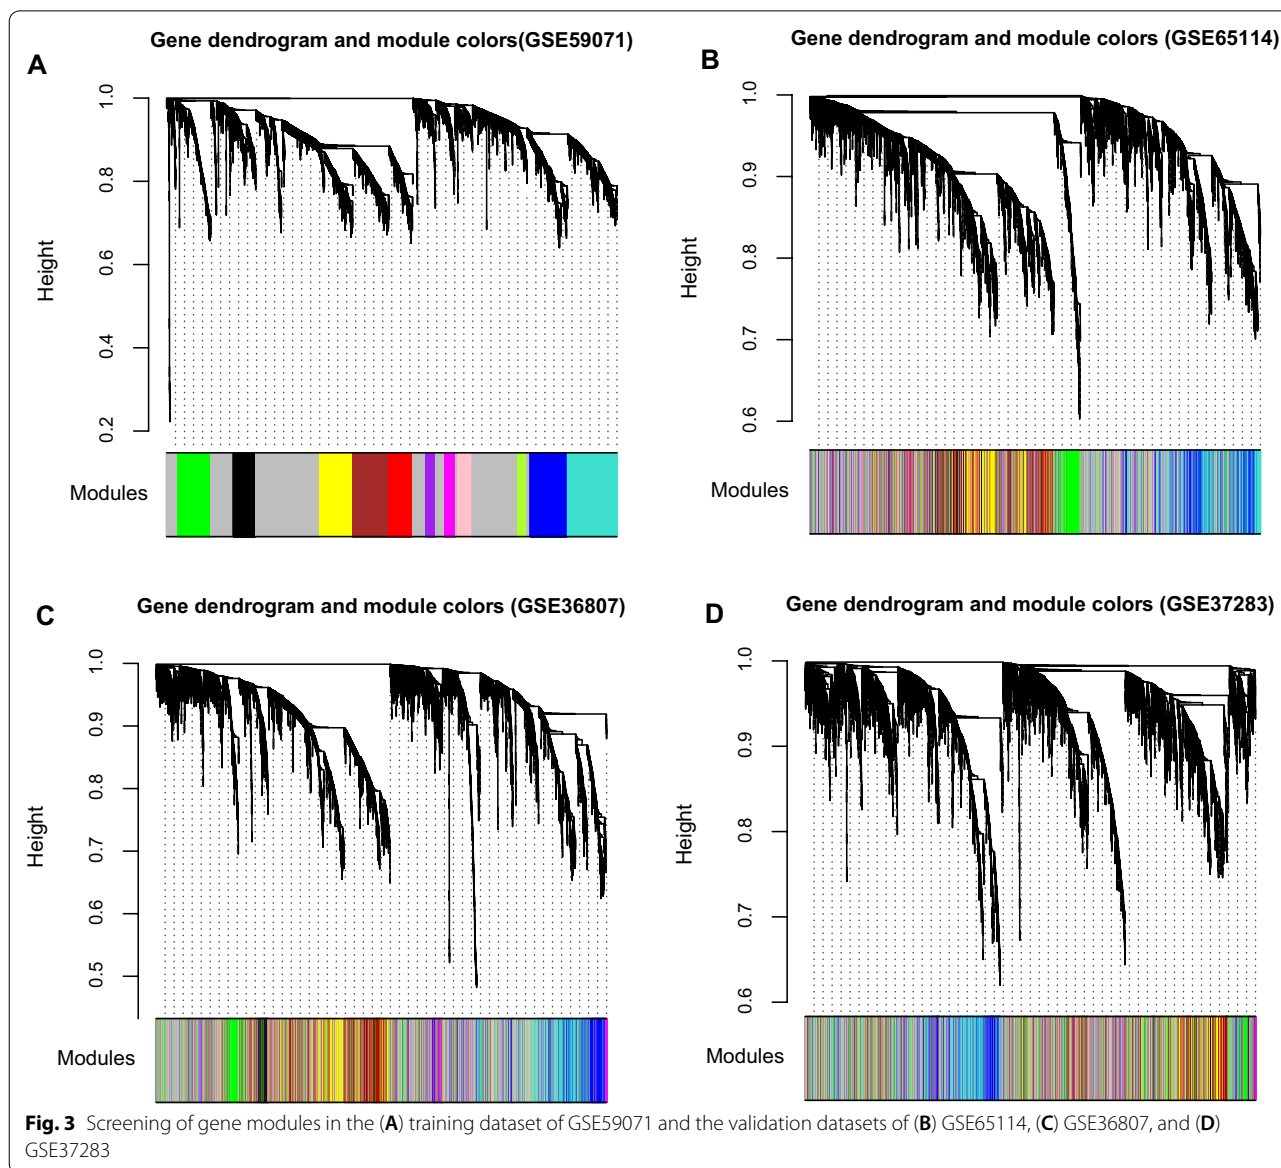 A
Gene dendrogram and module colors(GSE59071)
Height
1.0
0.8
0.6
0.4
0.2
Modules
B
Gene dendrogram and module colors (GSE65114)
Height
1.0
0.9
0.8
0.7
0.6
Modules
C
Gene dendrogram and module colors (GSE36807)
Height
1.0
0.9
0.8
0.7
0.6
0.5
Modules
D
Gene dendrogram and module colors (GSE37283)
Height
1.0
0.9
0.8
0.7
0.6
Modules
Fig. 3 Screening of gene modules in the (A) training dataset of GSE59071 and the validation datasets of (B) GSE65114, (C) GSE36807, and (D)
GSE37283